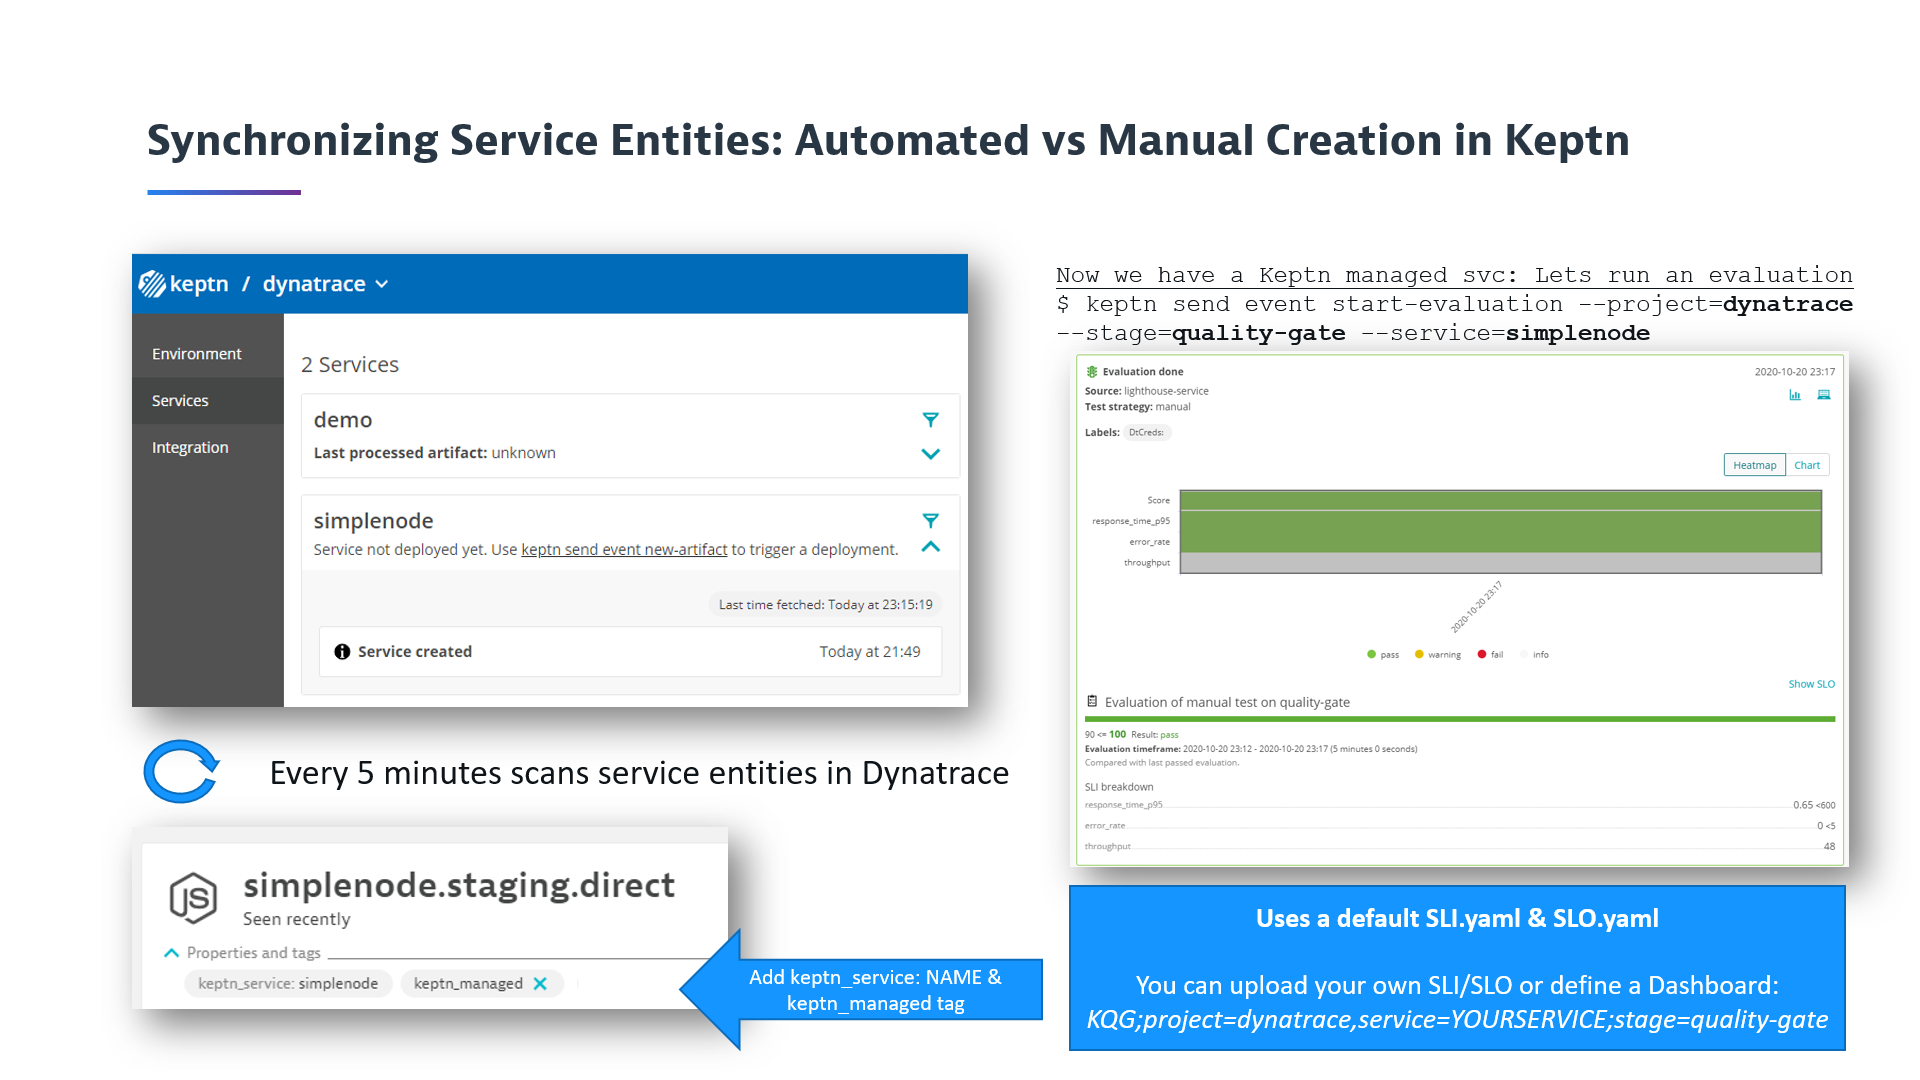 Synchronizing Service Entities: Automated vs Manual Creation in Keptn
keptn / dynatrace
Environment
Services
Integration
2 Services
demo
Last processed artifact: unknown
simplenode
Service not deployed yet. Use keptn send event new-artifact to trigger a deployment.
Last time fetched: Today at 23:15:19
Service created Today at 21:49
Every 5 minutes scans service entities in Dynatrace
JS
simplenode.staging.direct
Seen recently
Properties and tags
keptn_service: simplenode keptn_managed
Add keptn_service: NAME &
keptn_managed tag
Now we have a Keptn managed svc: Lets run an evaluation
$ keptn send event start-evaluation --project=dynatrace
--stage=quality-gate --service=simplenode
Evaluation done 2020-10-20 23:17
Source: lighthouse-service
Test strategy: manual
Labels: DtCreds:
Heatmap Chart
Score
response_time_p95
error_rate
throughput
2020-10-20 23:17
pass warning fail info
Show SLO
Evaluation of manual test on quality-gate
90 <= 100 Result: pass
Evaluation timeframe: 2020-10-20 23:12 - 2020-10-20 23:17 (5 minutes 0 seconds)
Compared with last passed evaluation.
SLI breakdown
response_time_p95 0.65 <600
error_rate 0 <5
throughput 48
Uses a default SLI.yaml & SLO.yaml
You can upload your own SLI/SLO or define a Dashboard:
KQG;project=dynatrace,service=YOURSERVICE;stage=quality-gate